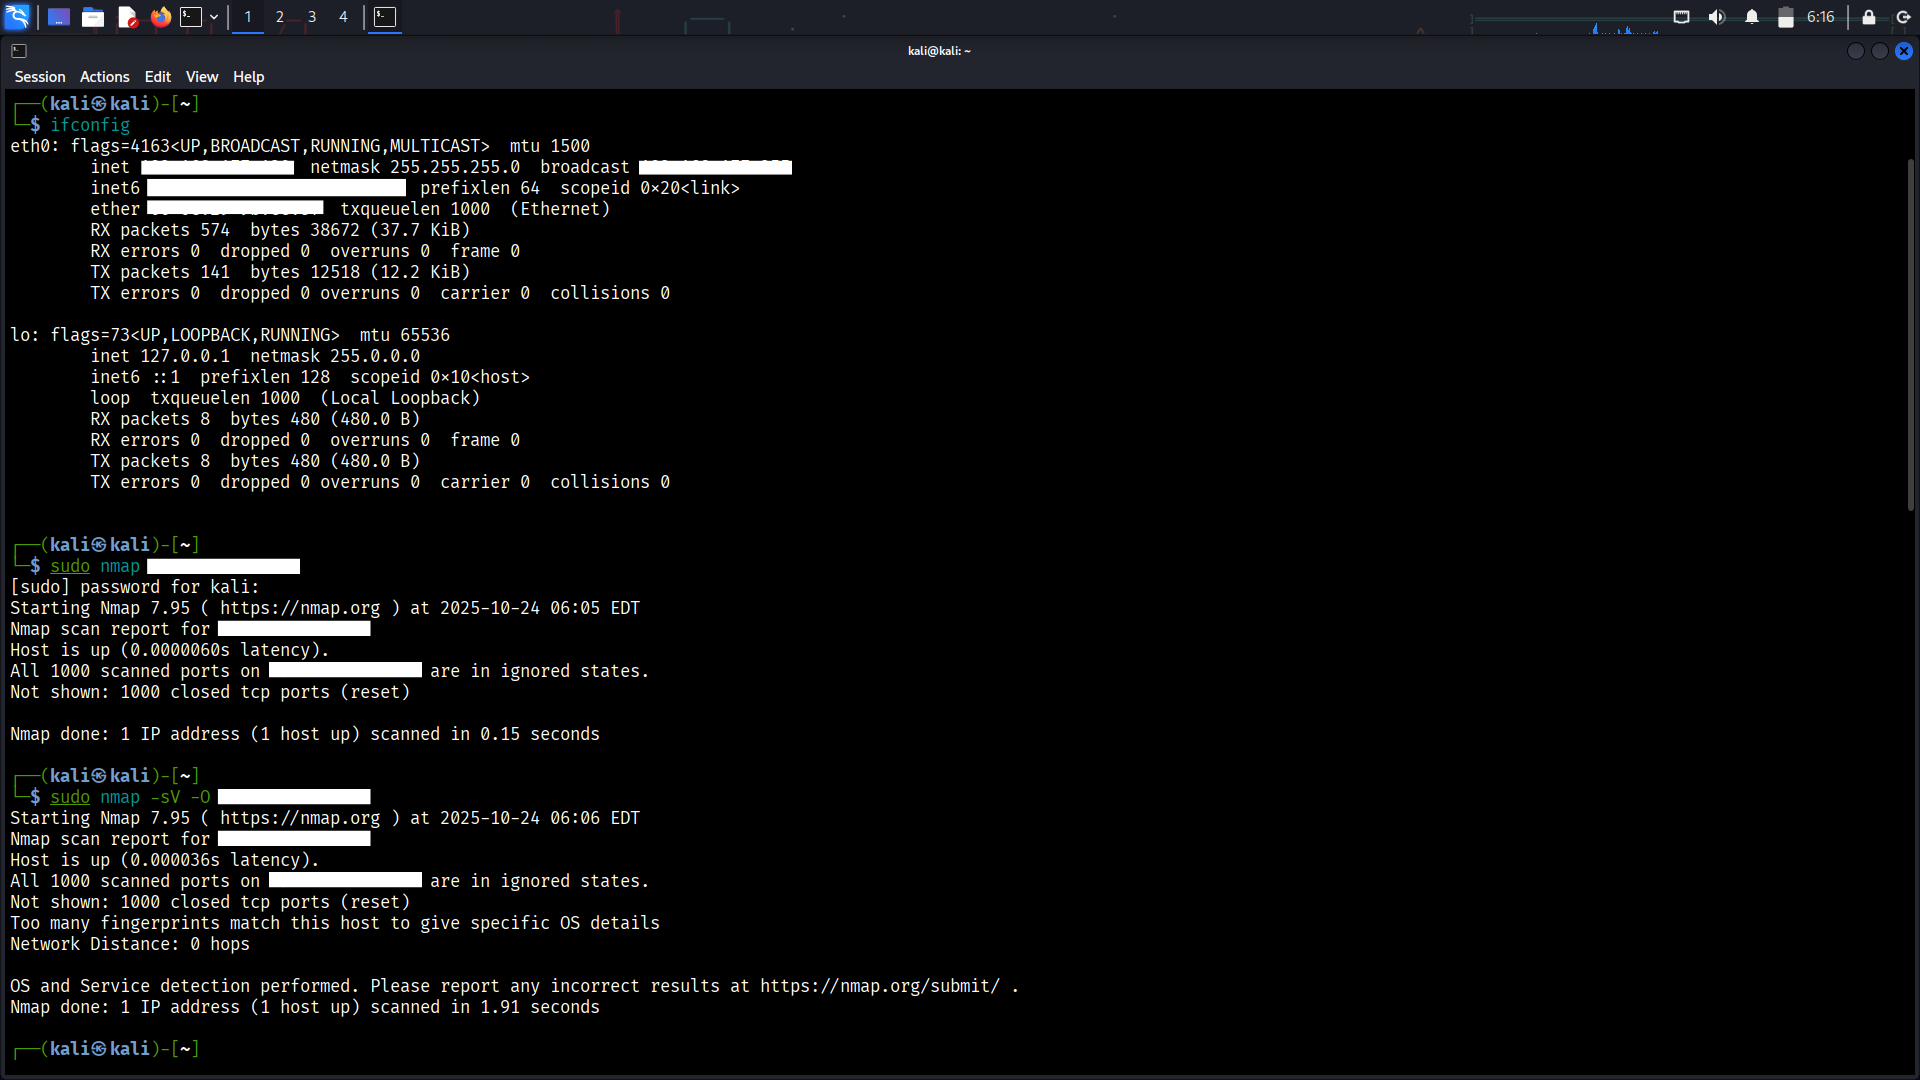 1 2 3 4 6:16
kali@kali: ~
Session Actions Edit View Help
┌──(kali㉿kali)-[~]
└─$ ifconfig
eth0: flags=4163<UP,BROADCAST,RUNNING,MULTICAST>  mtu 1500
        inet                  netmask 255.255.255.0  broadcast
        inet6                             prefixlen 64  scopeid 0×20<link>
        ether                    txqueuelen 1000  (Ethernet)
        RX packets 574  bytes 38672 (37.7 KiB)
        RX errors 0  dropped 0  overruns 0  frame 0
        TX packets 141  bytes 12518 (12.2 KiB)
        TX errors 0  dropped 0 overruns 0  carrier 0  collisions 0
lo: flags=73<UP,LOOPBACK,RUNNING>  mtu 65536
        inet 127.0.0.1  netmask 255.0.0.0
        inet6 ::1  prefixlen 128  scopeid 0×10<host>
        loop  txqueuelen 1000  (Local Loopback)
        RX packets 8  bytes 480 (480.0 B)
        RX errors 0  dropped 0  overruns 0  frame 0
        TX packets 8  bytes 480 (480.0 B)
        TX errors 0  dropped 0 overruns 0  carrier 0  collisions 0
┌──(kali㉿kali)-[~]
└─$ sudo nmap
[sudo] password for kali:
Starting Nmap 7.95 ( https://nmap.org ) at 2025-10-24 06:05 EDT
Nmap scan report for
Host is up (0.0000060s latency).
All 1000 scanned ports on                 are in ignored states.
Not shown: 1000 closed tcp ports (reset)
Nmap done: 1 IP address (1 host up) scanned in 0.15 seconds
┌──(kali㉿kali)-[~]
└─$ sudo nmap -sV -O
Starting Nmap 7.95 ( https://nmap.org ) at 2025-10-24 06:06 EDT
Nmap scan report for
Host is up (0.000036s latency).
All 1000 scanned ports on                 are in ignored states.
Not shown: 1000 closed tcp ports (reset)
Too many fingerprints match this host to give specific OS details
Network Distance: 0 hops
OS and Service detection performed. Please report any incorrect results at https://nmap.org/submit/ .
Nmap done: 1 IP address (1 host up) scanned in 1.91 seconds
┌──(kali㉿kali)-[~]